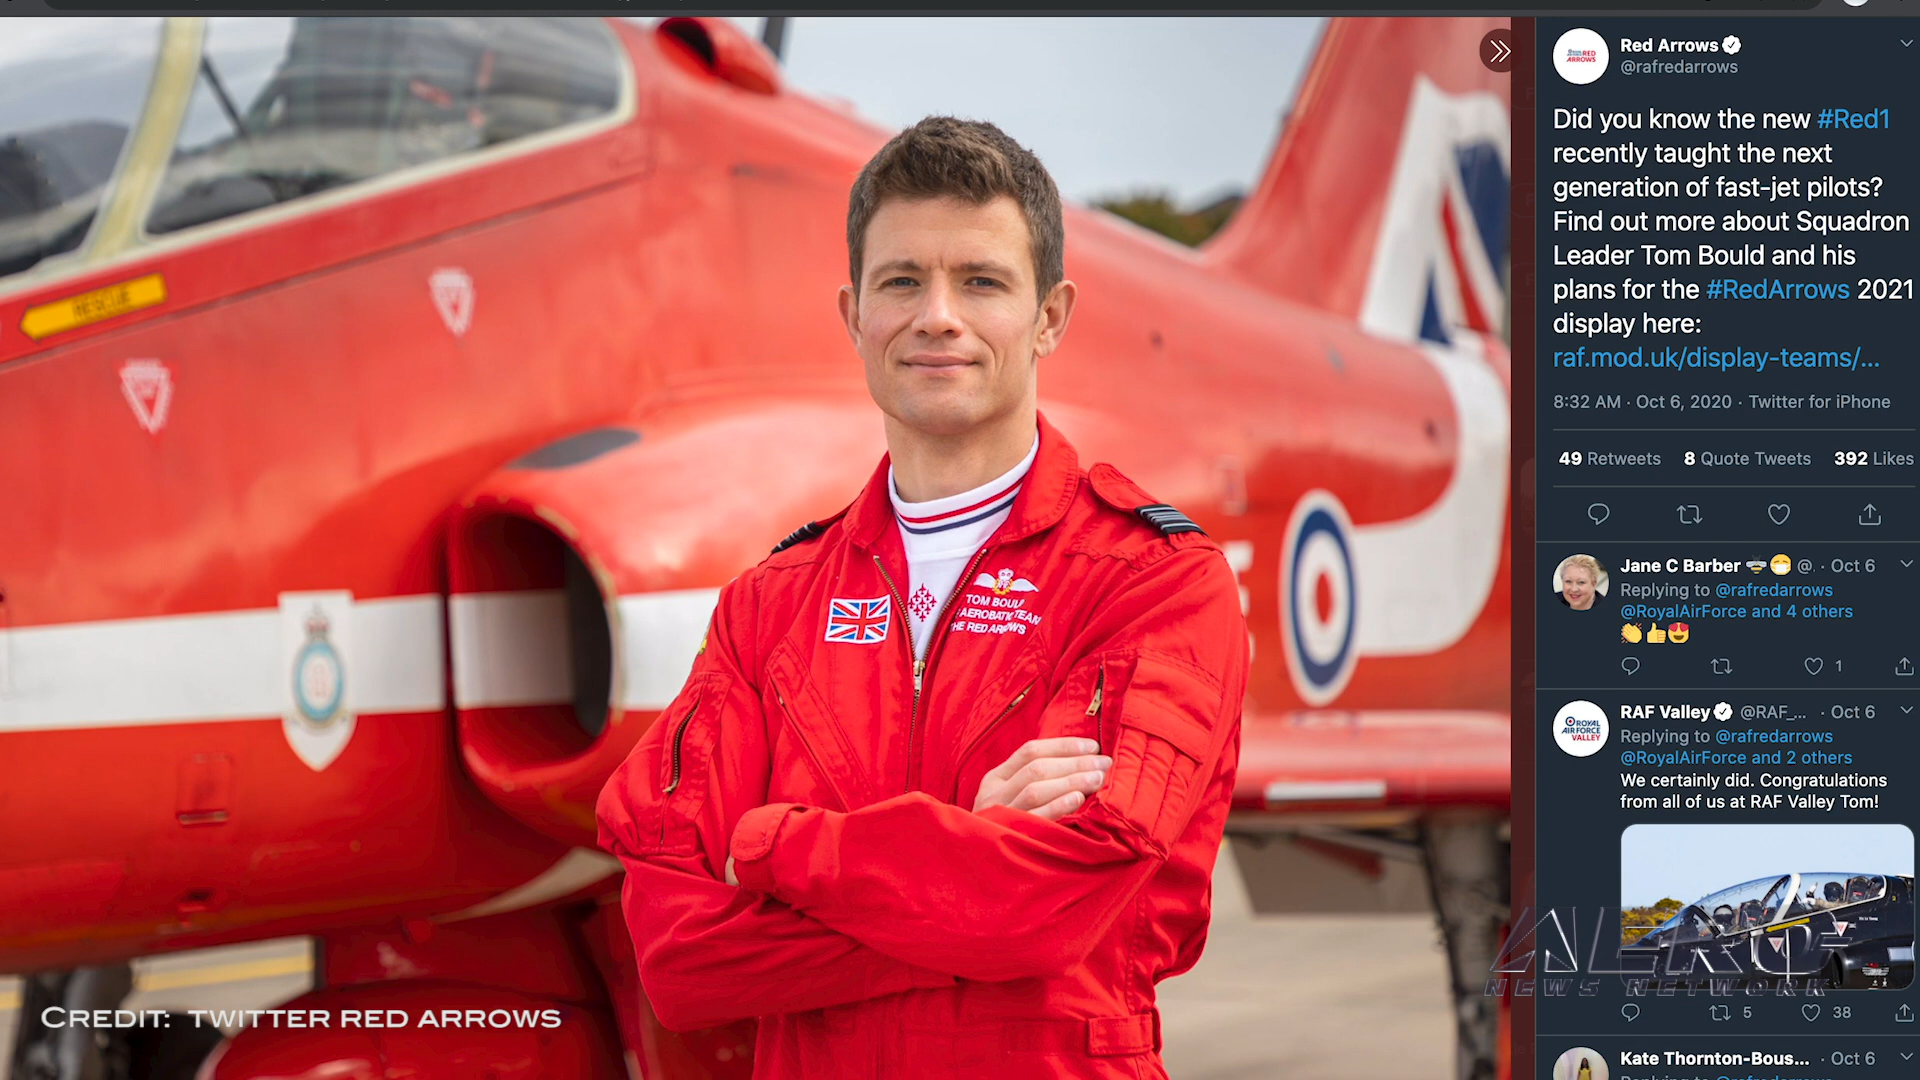 RESCUE
TOM BOULD
AEROBATIC TEAM
THE RED ARROWS
CREDIT: TWITTER RED ARROWS
RED
ARROWS
Red Arrows
@rafredarrows
Did you know the new #Red1
recently taught the next
generation of fast-jet pilots?
Find out more about Squadron
Leader Tom Bould and his
plans for the #RedArrows 2021
display here:
raf.mod.uk/display-teams/...
8:32 AM · Oct 6, 2020 · Twitter for iPhone
49 Retweets 8 Quote Tweets 392 Likes
Jane C Barber 🐝😷 @. · Oct 6
Replying to @rafredarrows
@RoyalAirForce and 4 others
👏👍😍
1
ROYAL
AIR FORCE
VALLEY
RAF Valley @RAF_... · Oct 6
Replying to @rafredarrows
@RoyalAirForce and 2 others
We certainly did. Congratulations
from all of us at RAF Valley Tom!
AERO
NEWS NETWORK
5 38
Kate Thornton-Bous... · Oct 6